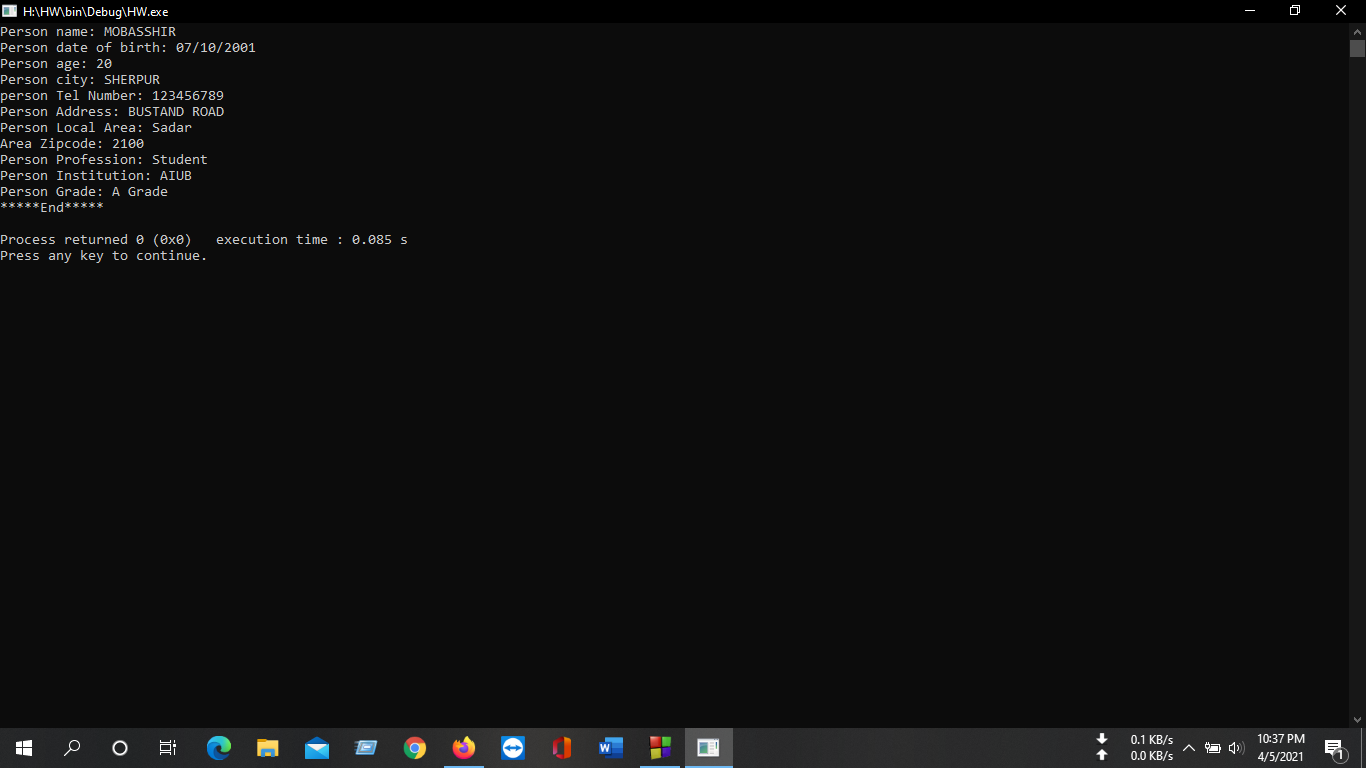 H:\HW\bin\Debug\HW.exe
Person name: MOBASSHIR
Person date of birth: 07/10/2001
Person age: 20
Person city: SHERPUR
person Tel Number: 123456789
Person Address: BUSTAND ROAD
Person Local Area: Sadar
Area Zipcode: 2100
Person Profession: Student
Person Institution: AIUB
Person Grade: A Grade
*****End*****
Process returned 0 (0x0)   execution time : 0.085 s
Press any key to continue.
0.1 KB/s
0.0 KB/s
10:37 PM
4/5/2021
1